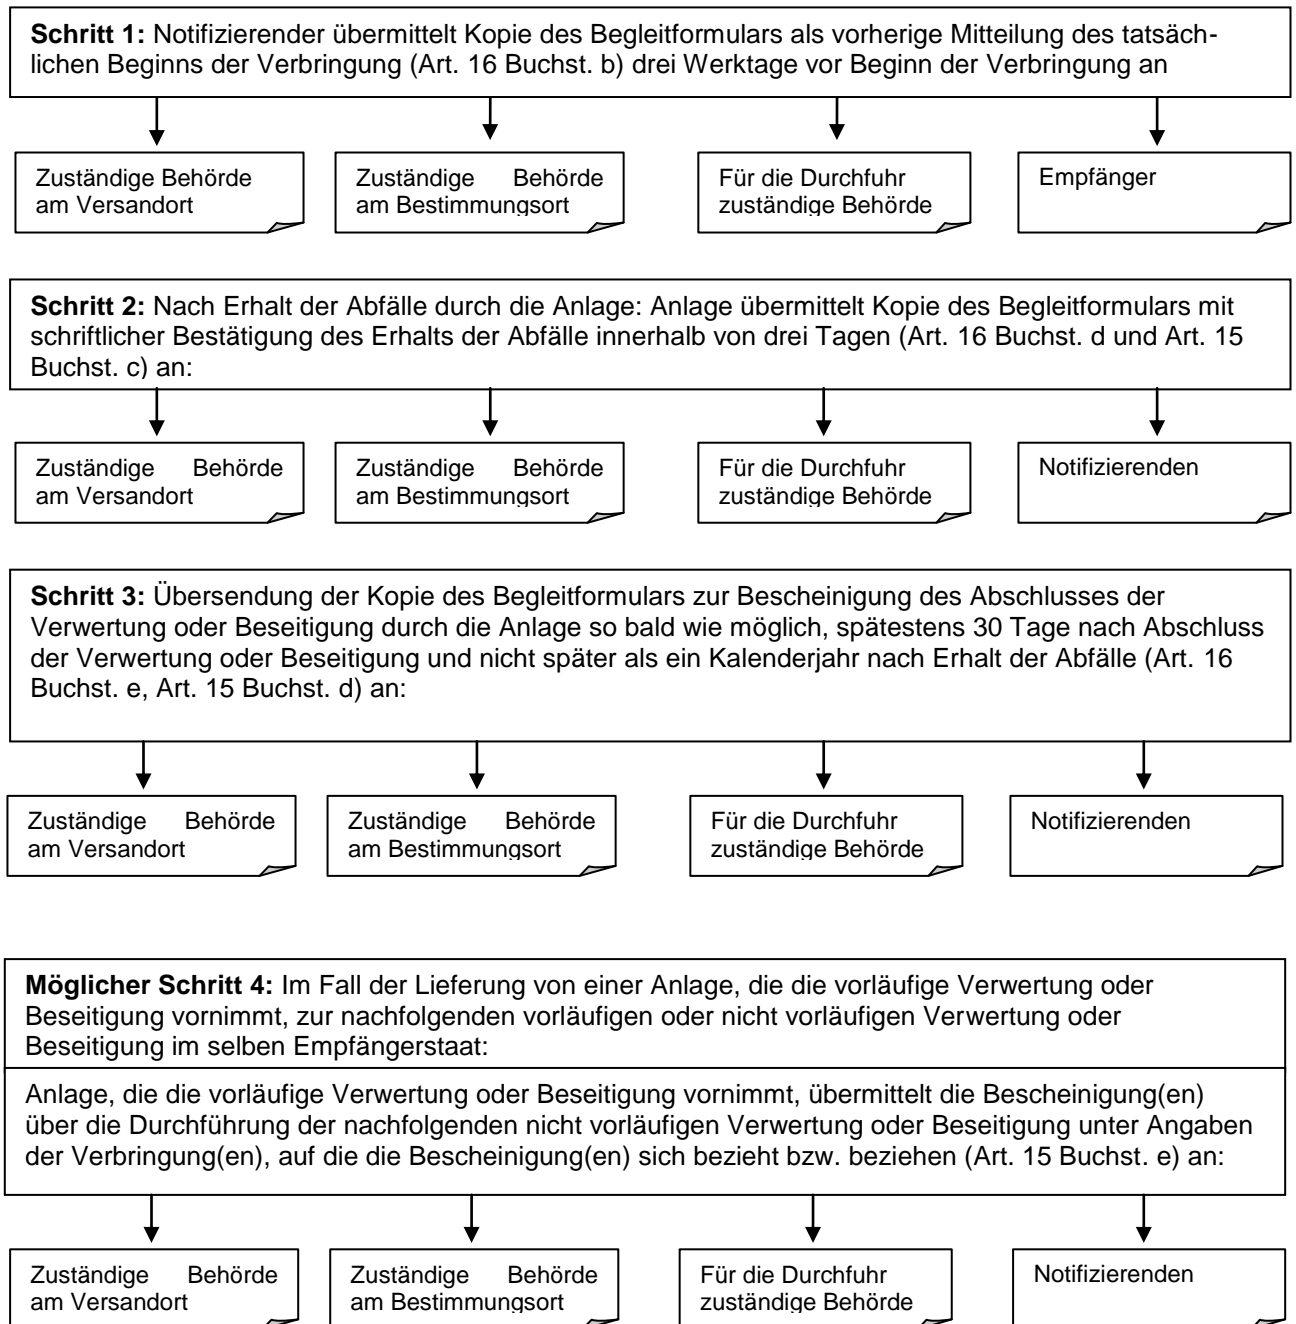 Schritt 1: Notifizierender übermittelt Kopie des Begleitformulars als vorherige Mitteilung des tatsäch-
lichen Beginns der Verbringung (Art. 16 Buchst. b) drei Werktage vor Beginn der Verbringung an
Zuständige Behörde
am Versandort
Zuständige Behörde
am Bestimmungsort
Für die Durchfuhr
zuständige Behörde
Empfänger
Schritt 2: Nach Erhalt der Abfälle durch die Anlage: Anlage übermittelt Kopie des Begleitformulars mit
schriftlicher Bestätigung des Erhalts der Abfälle innerhalb von drei Tagen (Art. 16 Buchst. d und Art. 15
Buchst. c) an:
Zuständige Behörde
am Versandort
Zuständige Behörde
am Bestimmungsort
Für die Durchfuhr
zuständige Behörde
Notifizierenden
Schritt 3: Übersendung der Kopie des Begleitformulars zur Bescheinigung des Abschlusses der
Verwertung oder Beseitigung durch die Anlage so bald wie möglich, spätestens 30 Tage nach Abschluss
der Verwertung oder Beseitigung und nicht später als ein Kalenderjahr nach Erhalt der Abfälle (Art. 16
Buchst. e, Art. 15 Buchst. d) an:
Zuständige Behörde
am Versandort
Zuständige Behörde
am Bestimmungsort
Für die Durchfuhr
zuständige Behörde
Notifizierenden
Möglicher Schritt 4: Im Fall der Lieferung von einer Anlage, die die vorläufige Verwertung oder
Beseitigung vornimmt, zur nachfolgenden vorläufigen oder nicht vorläufigen Verwertung oder
Beseitigung im selben Empfängerstaat:
Anlage, die die vorläufige Verwertung oder Beseitigung vornimmt, übermittelt die Bescheinigung(en)
über die Durchführung der nachfolgenden nicht vorläufigen Verwertung oder Beseitigung unter Angaben
der Verbringung(en), auf die die Bescheinigung(en) sich bezieht bzw. beziehen (Art. 15 Buchst. e) an:
Zuständige Behörde
am Versandort
Zuständige Behörde
am Bestimmungsort
Für die Durchfuhr
zuständige Behörde
Notifizierenden